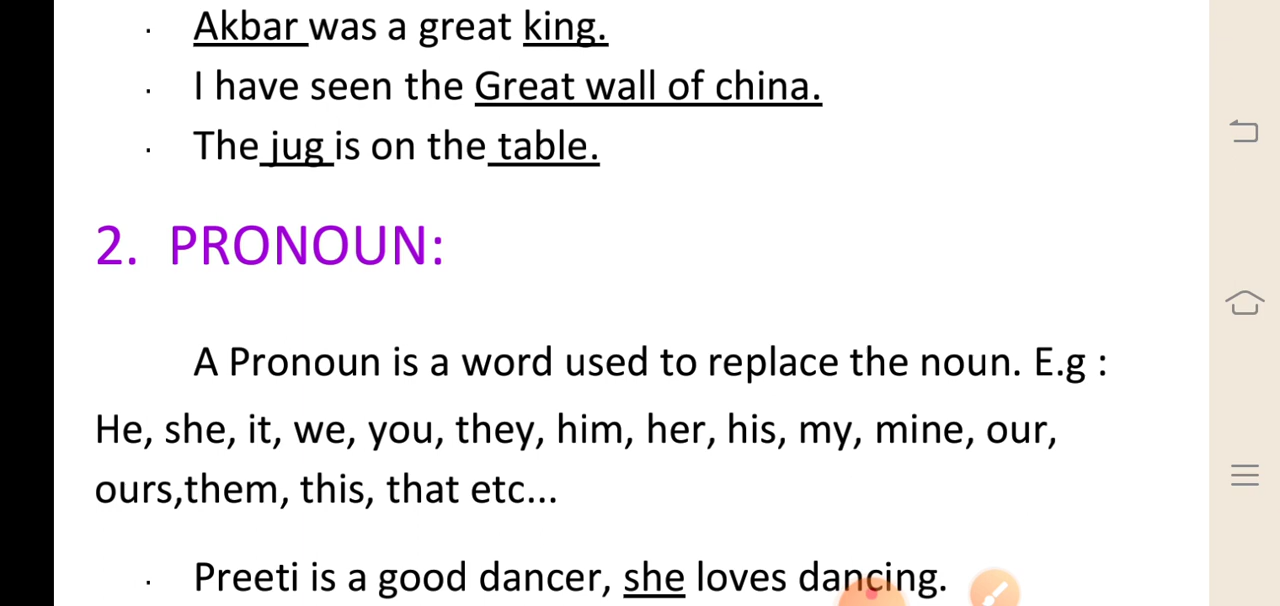 · Akbar was a great king.
· I have seen the Great wall of china.
· The jug is on the table.
2. PRONOUN:
A Pronoun is a word used to replace the noun. E.g :
He, she, it, we, you, they, him, her, his, my, mine, our,
ours,them, this, that etc...
· Preeti is a good dancer, she loves dancing.